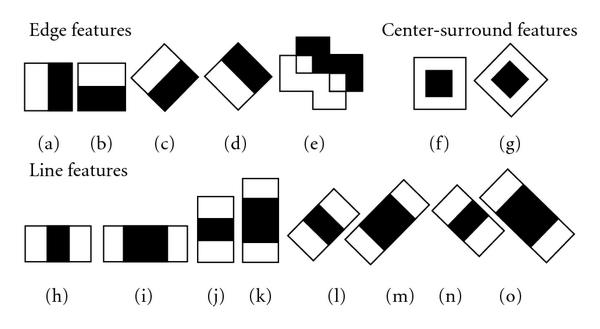 Edge features
Center-surround features
(a) (b) (c) (d) (e) (f) (g)
Line features
(h) (i) (j) (k) (l) (m) (n) (o)